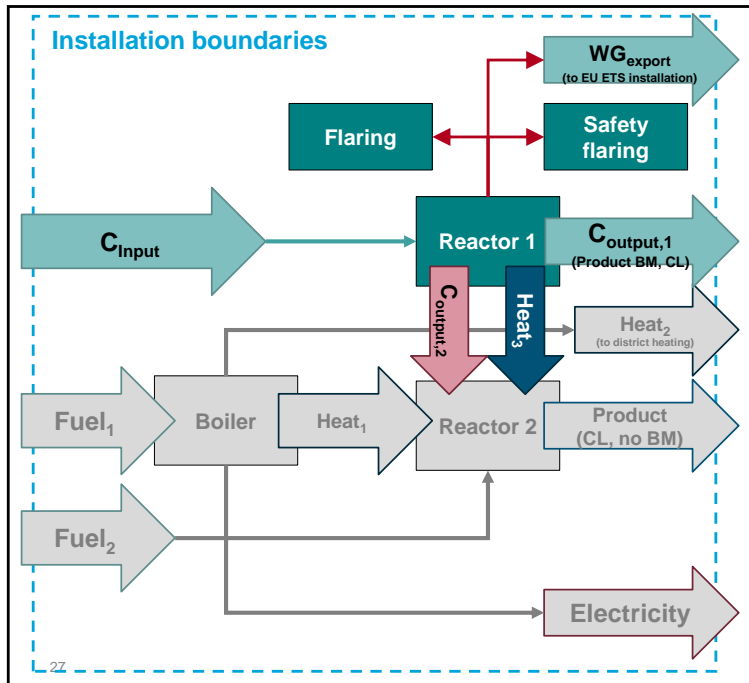 Installation boundaries
WGexport
(to EU ETS installation)
Flaring
Safety
flaring
CInput
Reactor 1
Coutput,1
(Product BM, CL)
Coutput,2
Heat3
Heat2
(to district heating)
Fuel1
Boiler
Heat1
Reactor 2
Product
(CL, no BM)
Fuel2
Electricity
27